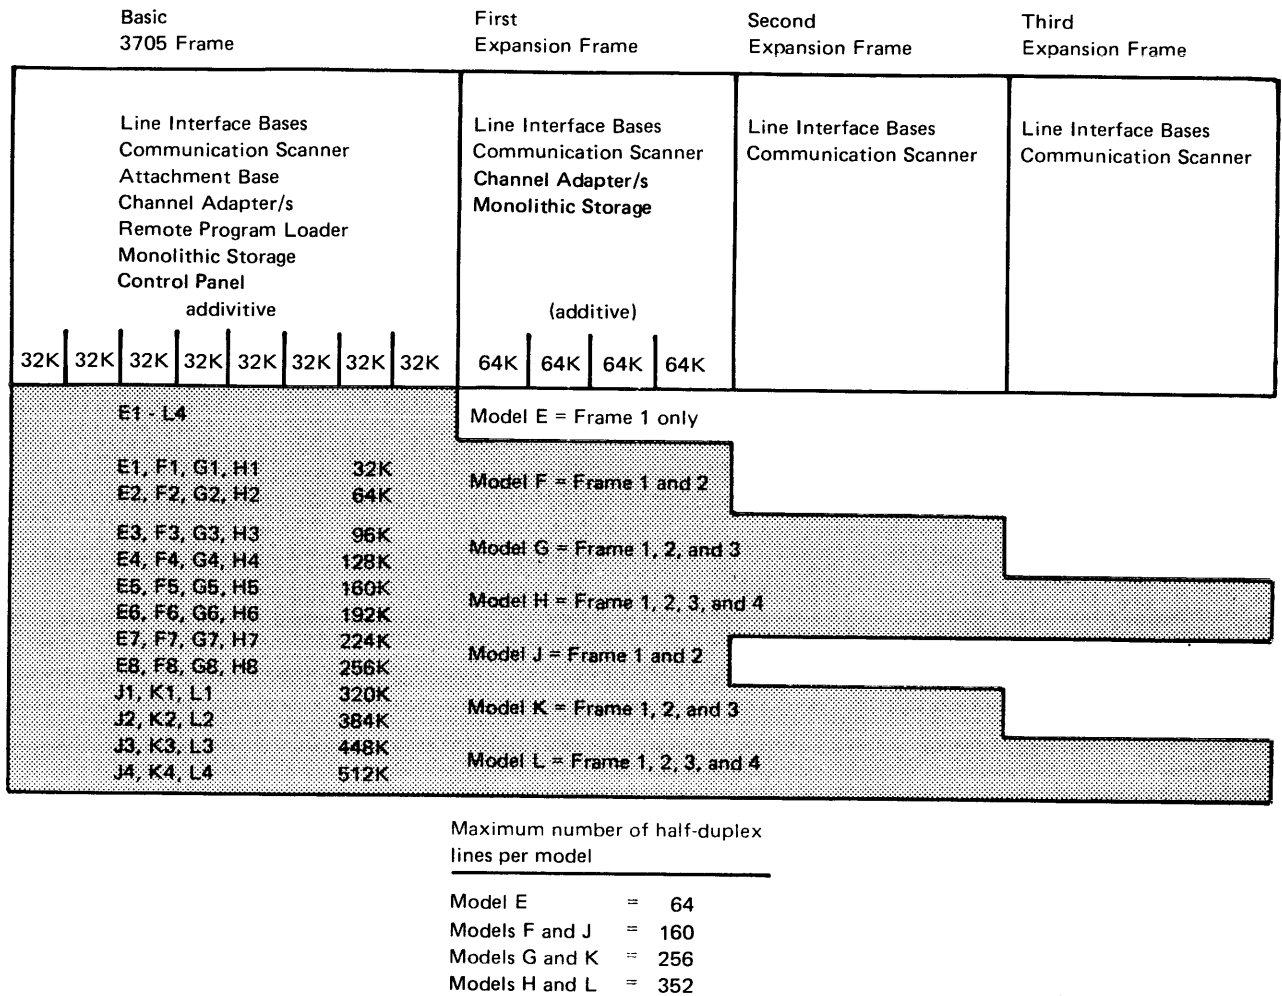 Basic
3705 Frame
First
Expansion Frame
Second
Expansion Frame
Third
Expansion Frame
Line Interface Bases
Communication Scanner
Attachment Base
Channel Adapter/s
Remote Program Loader
Monolithic Storage
Control Panel
addivitive
Line Interface Bases
Communication Scanner
Channel Adapter/s
Monolithic Storage
(additive)
Line Interface Bases
Communication Scanner
Line Interface Bases
Communication Scanner
32K 32K 32K 32K 32K 32K 32K 32K
64K 64K 64K 64K
E1 - L4
E1, F1, G1, H1 32K
E2, F2, G2, H2 64K
E3, F3, G3, H3 96K
E4, F4, G4, H4 128K
E5, F5, G5, H5 160K
E6, F6, G6, H6 192K
E7, F7, G7, H7 224K
E8, F8, G8, H8 256K
J1, K1, L1 320K
J2, K2, L2 384K
J3, K3, L3 448K
J4, K4, L4 512K
Model E = Frame 1 only
Model F = Frame 1 and 2
Model G = Frame 1, 2, and 3
Model H = Frame 1, 2, 3, and 4
Model J = Frame 1 and 2
Model K = Frame 1, 2, and 3
Model L = Frame 1, 2, 3, and 4
Maximum number of half-duplex
lines per model
Model E = 64
Models F and J = 160
Models G and K = 256
Models H and L = 352